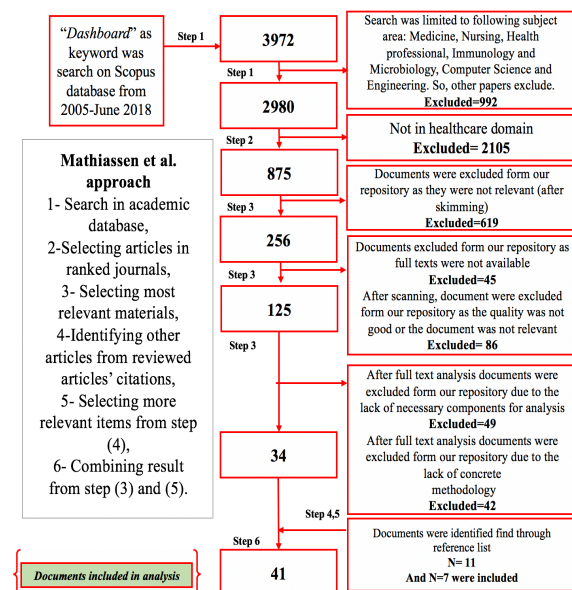 “Dashboard” as
keyword was
search on Scopus
database from
2005-June 2018
Step 1
3972
Search was limited to following
subject
area: Medicine, Nursing, Health
professional, Immunology and
Microbiology, Computer Science and
Engineering. So, other papers exclude.
Excluded=992
Step 1
2980
Not in healthcare domain
Excluded= 2105
Step 2
875
Documents were excluded form our
repository as they were not relevant (after
skimming)
Excluded=619
Step 3
256
Documents excluded form our repository as
full texts were not available
Excluded=45
After scanning, document were excluded
form our repository as the quality was not
good or the document was not relevant
Excluded= 86
Step 3
125
Step 3
After full text analysis documents were
excluded form our repository due to the
lack of necessary components for analysis
Excluded=49
After full text analysis documents were
excluded form our repository due to the
lack of concrete
methodology
Excluded=42
34
Step 4,5
Documents were identified find through
reference list
N= 11
And N=7 were included
Step 6
41
Mathiassen et al.
approach
1- Search in academic
database,
2-Selecting articles in
ranked journals,
3- Selecting most
relevant materials,
4-Identifying other
articles from reviewed
articles’ citations,
5- Selecting more
relevant items from step
(4),
6- Combining result
from step (3) and (5).
Documents included in analysis